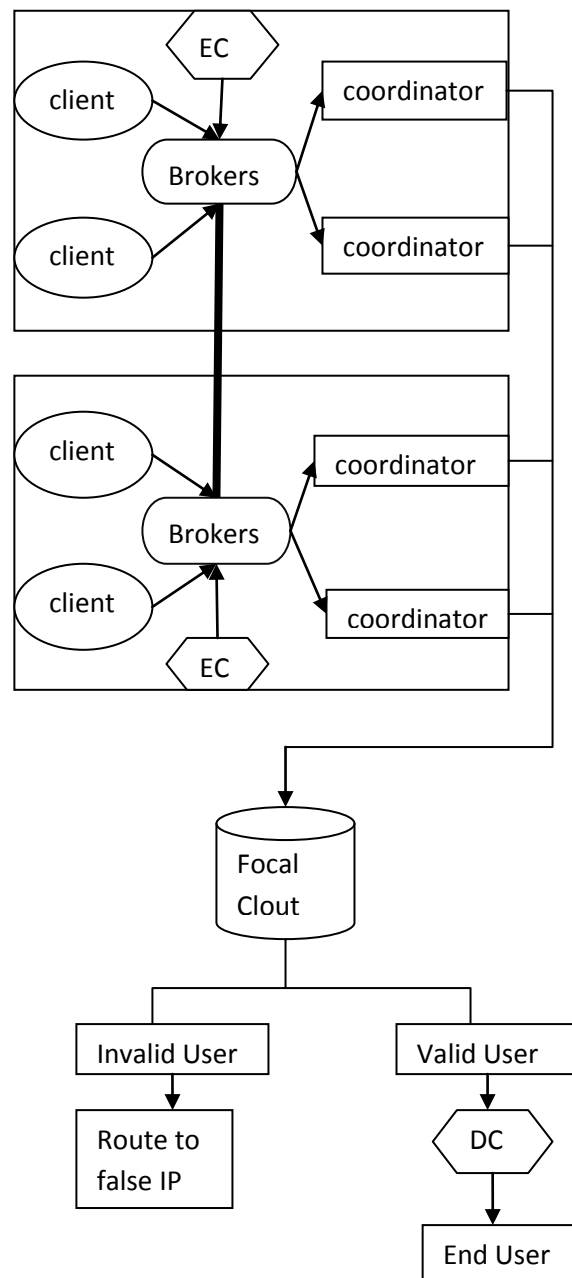 EC
client
coordinator
Brokers
client
coordinator
client
coordinator
Brokers
client
coordinator
EC
Focal
Clout
Invalid User
Valid User
Route to
false IP
DC
End User